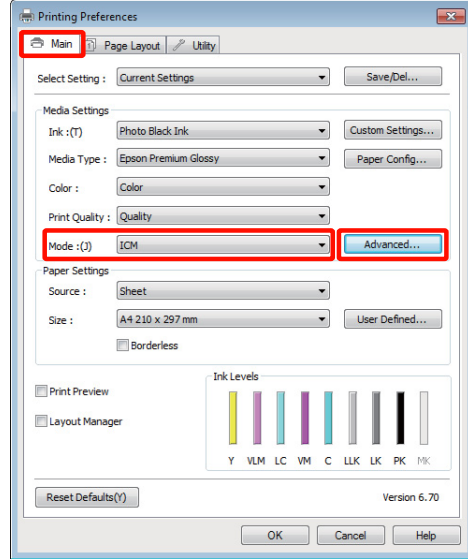 Printing Preferences
Main Page Layout Utility
Select Setting : Current Settings Save/Del...
Media Settings
Ink :(T) Photo Black Ink Custom Settings...
Media Type : Epson Premium Glossy Paper Config...
Color : Color
Print Quality : Quality
Mode :(J) ICM Advanced...
Paper Settings
Source : Sheet
Size : A4 210 x 297 mm User Defined...
Borderless
Ink Levels
Print Preview
Layout Manager
Y VLM LC VM C LLK LK PK MK
Reset Defaults(Y) Version 6.70
OK Cancel Help